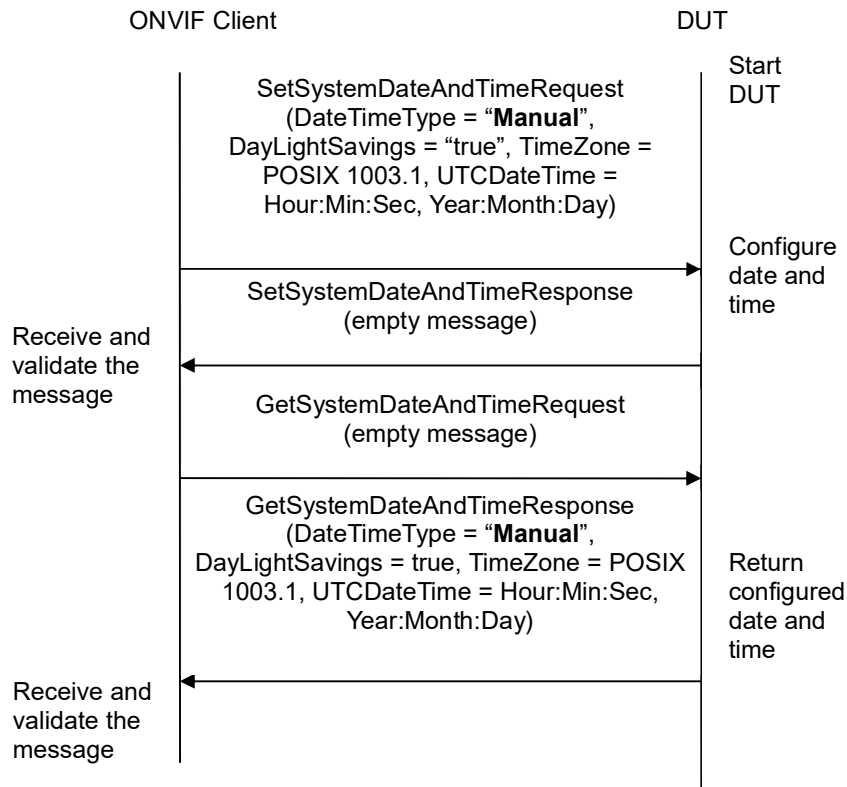 ONVIF Client
DUT
Start
DUT
SetSystemDateAndTimeRequest
(DateTimeType = “Manual”,
DayLightSavings = “true”, TimeZone =
POSIX 1003.1, UTCDateTime =
Hour:Min:Sec, Year:Month:Day)
Configure
date and
time
SetSystemDateAndTimeResponse
(empty message)
Receive and
validate the
message
GetSystemDateAndTimeRequest
(empty message)
GetSystemDateAndTimeResponse
(DateTimeType = “Manual”,
DayLightSavings = true, TimeZone = POSIX
1003.1, UTCDateTime = Hour:Min:Sec,
Year:Month:Day)
Return
configured
date and
time
Receive and
validate the
message